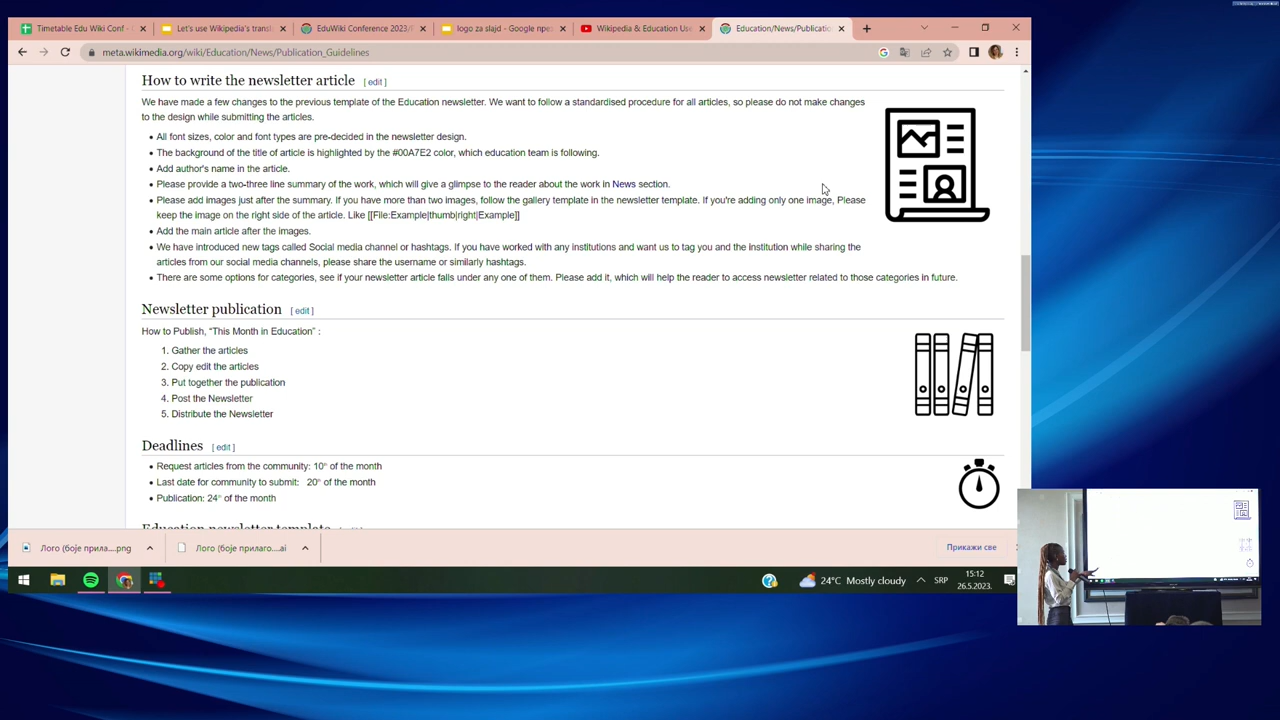 Timetable Edu Wiki Conf - G
Let's use Wikipedia's transl
EduWiki Conference 2023/
logo za slajd - Google през
Wikipedia & Education Use
Education/News/Publication
meta.wikimedia.org/wiki/Education/News/Publication_Guidelines
How to write the newsletter article [ edit ]
We have made a few changes to the previous template of the Education newsletter. We want to follow a standardised procedure for all articles, so please do not make changes
to the design while submitting the articles.
• All font sizes, color and font types are pre-decided in the newsletter design.
• The background of the title of article is highlighted by the #00A7E2 color, which education team is following.
• Add author's name in the article.
• Please provide a two-three line summary of the work, which will give a glimpse to the reader about the work in News section.
• Please add images just after the summary. If you have more than two images, follow the gallery template in the newsletter template. If you're adding only one image, Please
keep the image on the right side of the article. Like [[File:Example|thumb|right|Example]]
• Add the main article after the images.
• We have introduced new tags called Social media channel or hashtags. If you have worked with any institutions and want us to tag you and the institution while sharing the
articles from our social media channels, please share the username or similarly hashtags.
• There are some options for categories, see if your newsletter article falls under any one of them. Please add it, which will help the reader to access newsletter related to those categories in future.
Newsletter publication [ edit ]
How to Publish, "This Month in Education" :
1. Gather the articles
2. Copy edit the articles
3. Put together the publication
4. Post the Newsletter
5. Distribute the Newsletter
Deadlines [ edit ]
• Request articles from the community: 10th of the month
• Last date for community to submit: 20th of the month
• Publication: 24th of the month
Education newsletter template
Лого (боје прила....png
Лого (боје прилаго....ai
Прикажи све
24°C Mostly cloudy
SRP
15:12
26.5.2023.